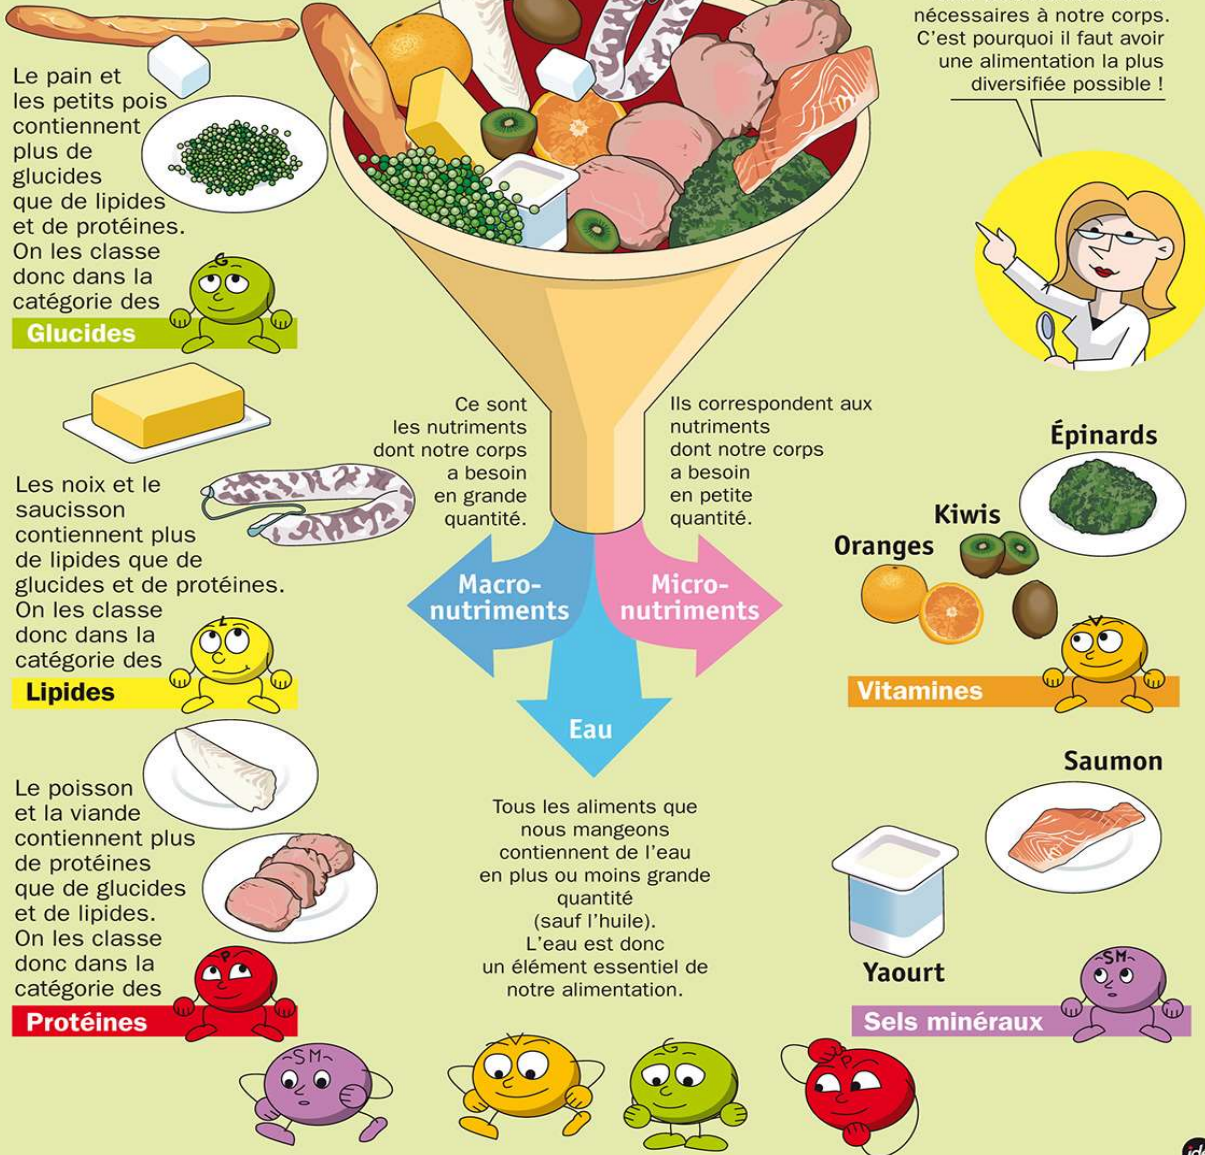 nécessaires à notre corps.
C'est pourquoi il faut avoir
une alimentation la plus
diversifiée possible !
Le pain et
les petits pois
contiennent
plus de
glucides
que de lipides
et de protéines.
On les classe
donc dans la
catégorie des
Glucides
Les noix et le
saucisson
contiennent plus
de lipides que de
glucides et de protéines.
On les classe
donc dans la
catégorie des
L
Lipides
Le poisson
et la viande
contiennent plus
de protéines
que de glucides
et de lipides.
On les classe
donc dans la
catégorie des
P
Protéines
Ce sont
les nutriments
dont notre corps
a besoin
en grande
quantité.
Macro-
nutriments
Ils correspondent aux
nutriments
dont notre corps
a besoin
en petite
quantité.
Micro-
nutriments
Eau
Tous les aliments que
nous mangeons
contiennent de l'eau
en plus ou moins grande
quantité
(sauf l'huile).
L'eau est donc
un élément essentiel de
notre alimentation.
Épinards
Kiwis
Oranges
V
Vitamines
Saumon
Yaourt
SM
Sels minéraux
SM
V
G
P